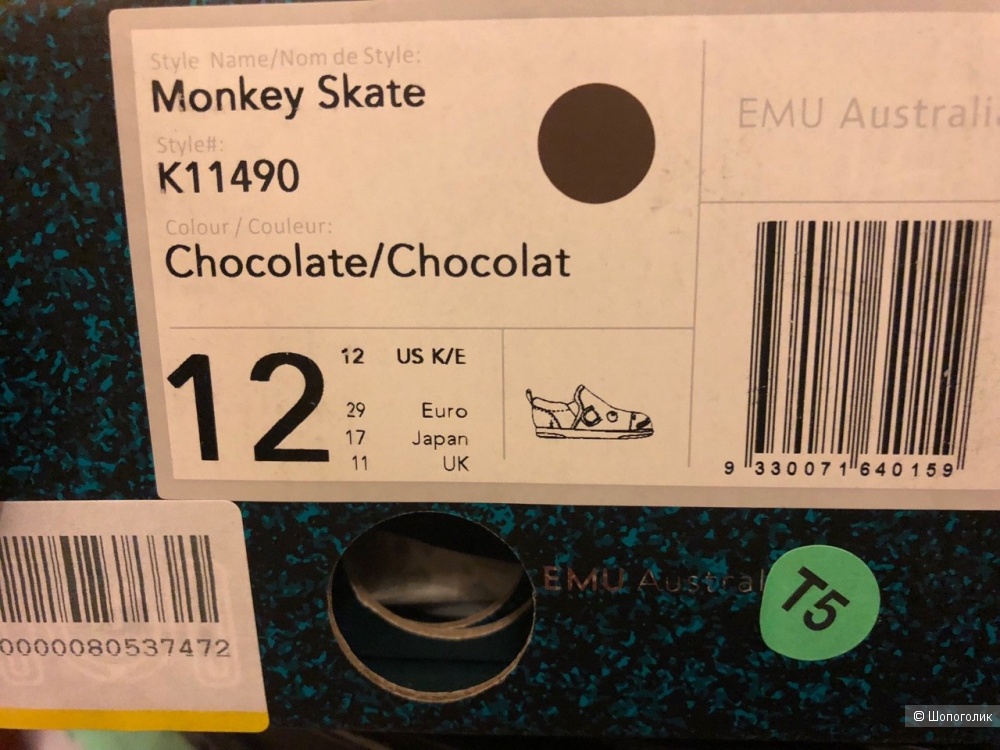 Style Name/Nom de Style:
Monkey Skate
Style#:
K11490
Colour / Couleur:
Chocolate/Chocolat
EMU Australia
12
12 US K/E
29 Euro
17 Japan
11 UK
9 330071 640159
0000080537472
EMU Austral
T5
© Шопоголик